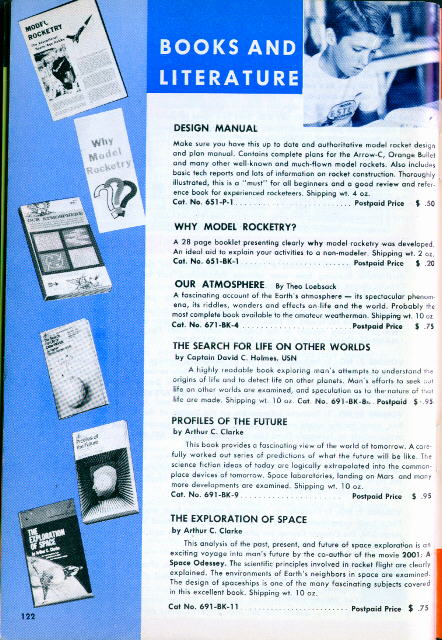 MODEL
ROCKETRY
BOOKS AND
LITERATURE
DESIGN MANUAL
Make sure you have this up to date and authoritative model rocket design
and plan manual. Contains complete plans for the Arrow-C, Orange Bullet
and many other well-known and much-flown model rockets. Also includes
basic tech reports and lots of information on rocket construction. Thoroughly
illustrated, this is a "must" for all beginners and a good review and refer-
ence book for experienced rocketeers. Shipping wt. 4 oz.
Cat. No. 651-P-1 . . . . . . . . . . . . . . . . . . . . Postpaid Price $ .50
Why
Model
Rocketry
WHY MODEL ROCKETRY?
A 28 page booklet presenting clearly why model rocketry was developed.
An ideal aid to explain your activities to a non-modeler. Shipping wt. 2 oz.
Cat. No. 651-BK-1 . . . . . . . . . . . . . . . . . . . . Postpaid Price $ .20
OUR ATMOSPHERE
OUR ATMOSPHERE By Theo Loebsack
A fascinating account of the Earth's atmosphere — its spectacular phenom-
ena, its riddles, wonders and effects on life and the world. Probably the
most complete book available to the amateur weatherman. Shipping wt. 10 oz.
Cat. No. 671-BK-4 . . . . . . . . . . . . . . . . . . . . Postpaid Price $ .75
THE SEARCH FOR LIFE ON OTHER WORLDS
by Captain David C. Holmes, USN
A highly readable book exploring man's attempts to understand the
origins of life and to detect life on other planets. Man's efforts to seek out
life on other worlds are examined, and speculation as to the nature of that
life are made. Shipping wt. 10 oz. Cat. No. 691-BK-8 . . Postpaid $ .95
PROFILES OF THE FUTURE
by Arthur C. Clarke
This book provides a fascinating view of the world of tomorrow. A care-
fully worked out series of predictions of what the future will be like. The
science fiction ideas of today are logically extrapolated into the common-
place devices of tomorrow. Space laboratories, landing on Mars and many
more developments are examined. Shipping wt. 10 oz.
Cat. No. 691-BK-9 . . . . . . . . . . . . . . . . . . . . Postpaid Price $ .95
Profiles of
the Future
THE EXPLORATION OF SPACE
by Arthur C. Clarke
This analysis of the past, present, and future of space exploration is an
exciting voyage into man's future by the co-author of the movie 2001: A
Space Odessey. The scientific principles involved in rocket flight are clearly
explained. The environments of Earth's neighbors in space are examined.
The design of spaceships is one of the many fascinating subjects covered
in this excellent book. Shipping wt. 10 oz.
Cat No. 691-BK-11 . . . . . . . . . . . . . . . . . . . . Postpaid Price $ .75
THE
EXPLORATION
OF SPACE
by Arthur C. Clarke
122